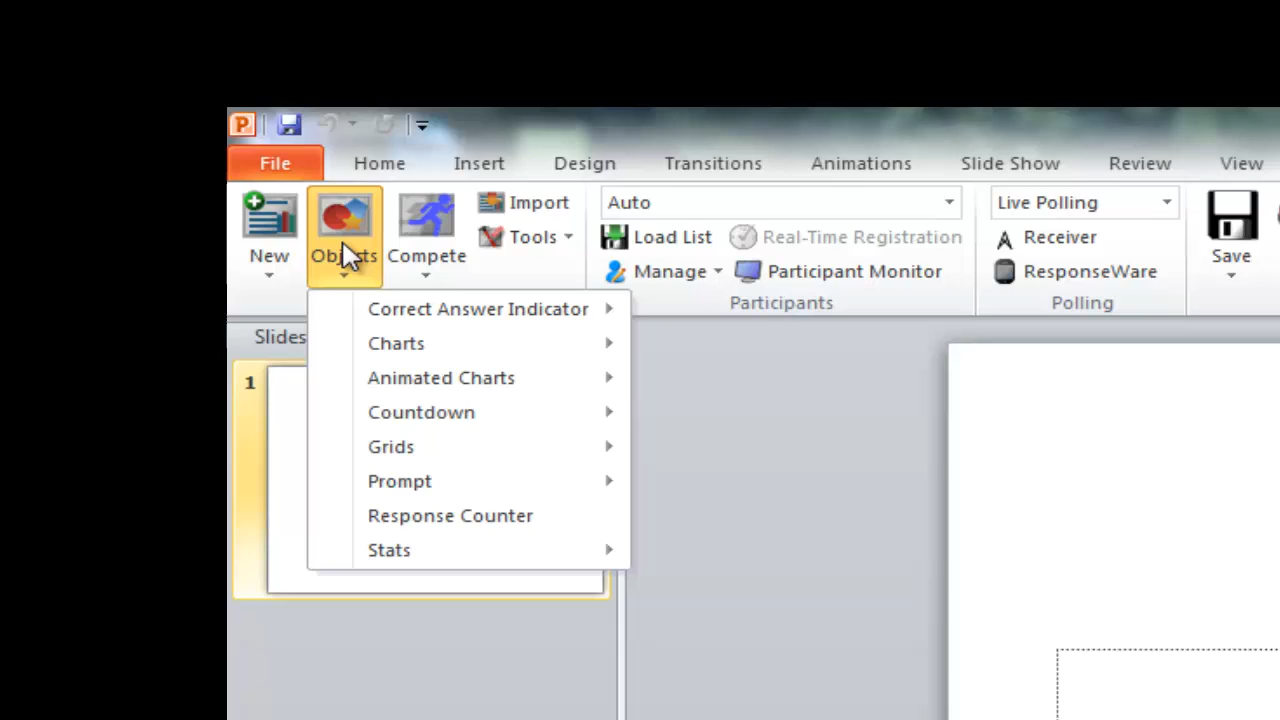 File Home Insert Design Transitions Animations Slide Show Review View
New Objects Compete Import Tools
Auto
Load List Real-Time Registration
Manage Participant Monitor
Participants
Live Polling
Receiver
ResponseWare
Polling
Save
Correct Answer Indicator
Charts
Animated Charts
Countdown
Grids
Prompt
Response Counter
Stats
Slides
1